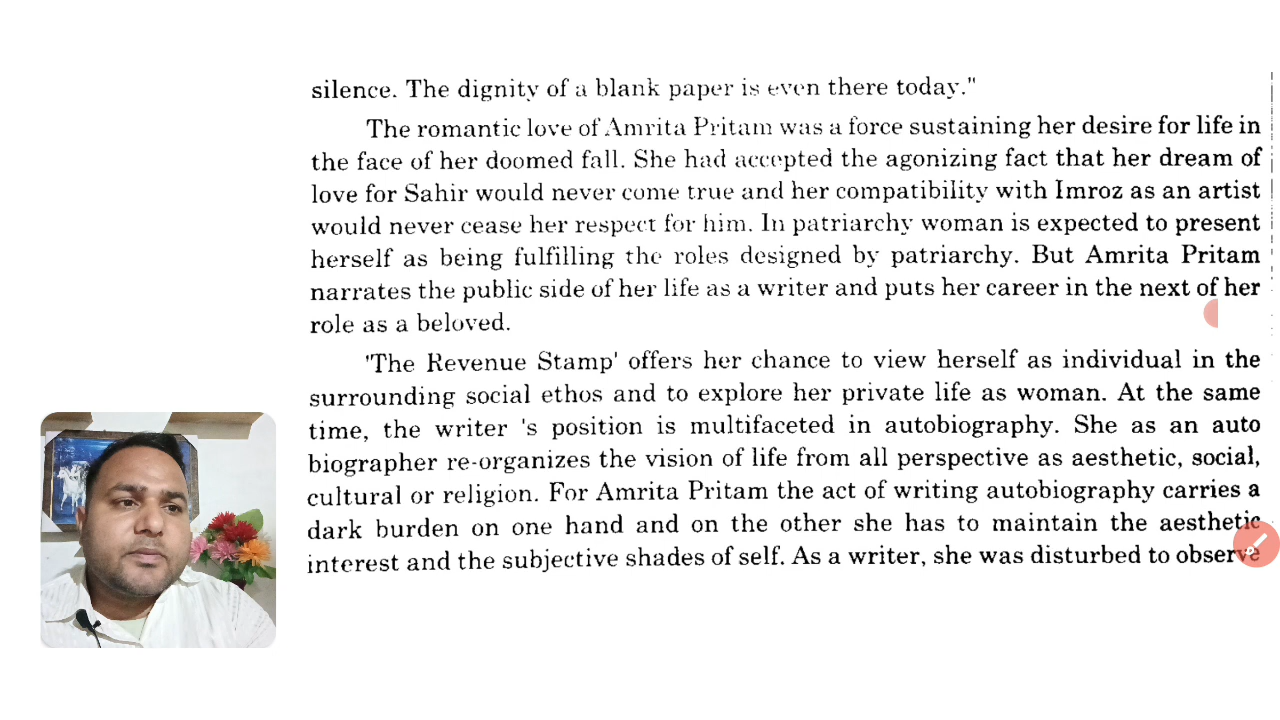 silence. The dignity of a blank paper is even there today."
The romantic love of Amrita Pritam was a force sustaining her desire for life in
the face of her doomed fall. She had accepted the agonizing fact that her dream of
love for Sahir would never come true and her compatibility with Imroz as an artist
would never cease her respect for him. In patriarchy woman is expected to present
herself as being fulfilling the roles designed by patriarchy. But Amrita Pritam
narrates the public side of her life as a writer and puts her career in the next of her
role as a beloved.
'The Revenue Stamp' offers her chance to view herself as individual in the
surrounding social ethos and to explore her private life as woman. At the same
time, the writer 's position is multifaceted in autobiography. She as an auto
biographer re-organizes the vision of life from all perspective as aesthetic, social,
cultural or religion. For Amrita Pritam the act of writing autobiography carries a
dark burden on one hand and on the other she has to maintain the aesthetic
interest and the subjective shades of self. As a writer, she was disturbed to observe